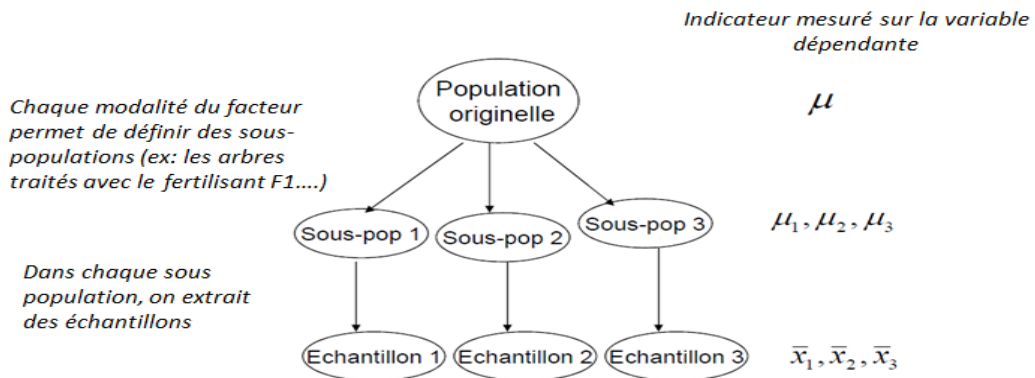 Indicateur mesuré sur la variable
dépendante
Population
originelle
μ
Chaque modalité du facteur
permet de définir des sous-
populations (ex: les arbres
traités avec le fertilisant F1....)
Sous-pop 1
Sous-pop 2
Sous-pop 3
μ₁, μ₂, μ₃
Dans chaque sous
population, on extrait
des échantillons
Echantillon 1
Echantillon 2
Echantillon 3
x̅₁, x̅₂, x̅₃